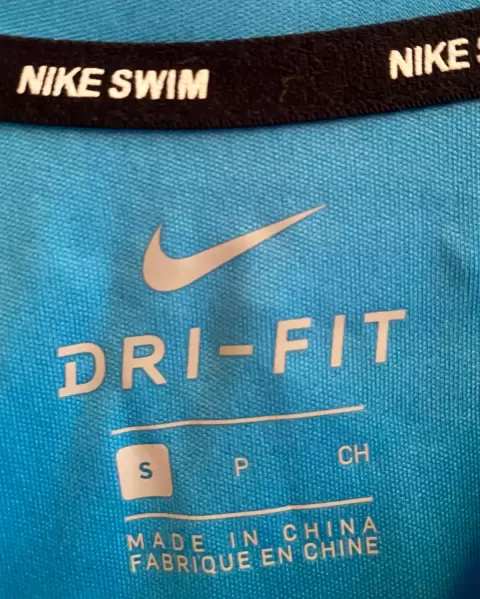 NIKE SWIM NIKE S
DRI-FIT
S P CH
MADE IN CHINA
FABRIQUE EN CHINE